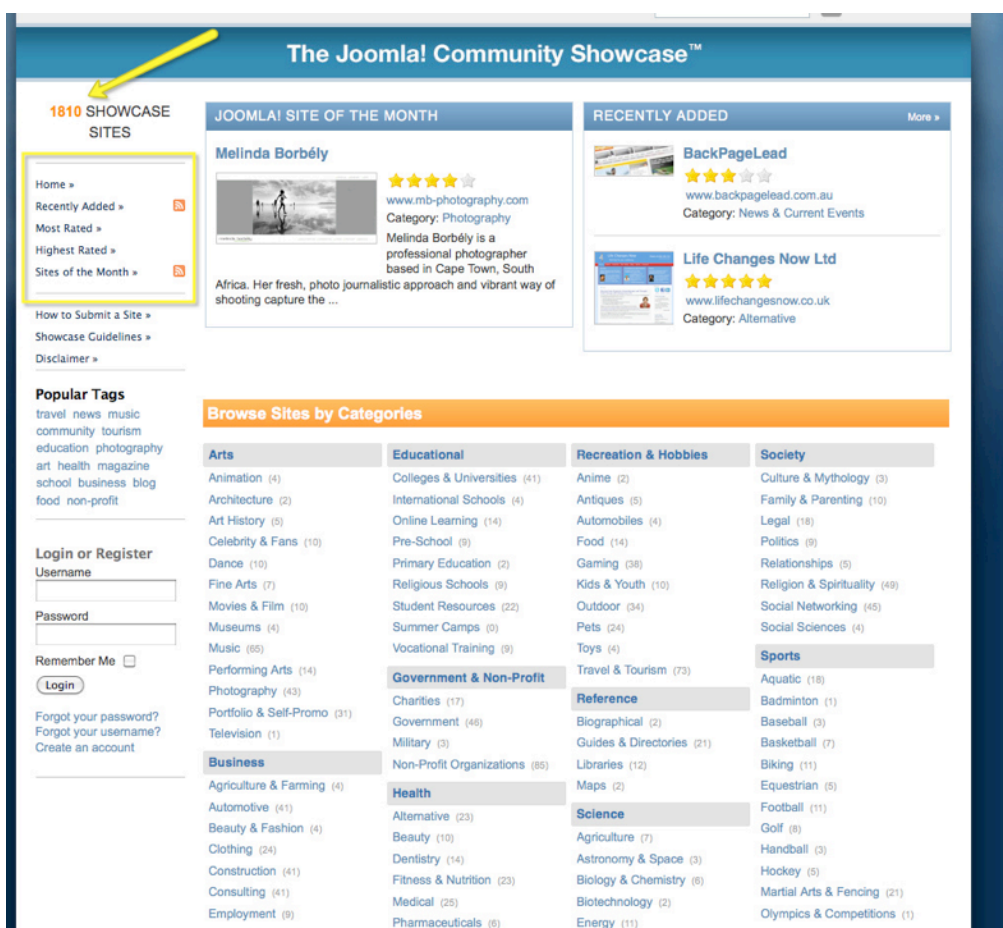 The Joomla! Community Showcase™
1810 SHOWCASE
SITES
Home »
Recently Added »
Most Rated »
Highest Rated »
Sites of the Month »
How to Submit a Site »
Showcase Guidelines »
Disclaimer »
Popular Tags
travel news music
community tourism
education photography
art health magazine
school business blog
food non-profit
Login or Register
Username
Password
Remember Me
Login
Forgot your password?
Forgot your username?
Create an account
JOOMLA! SITE OF THE MONTH
Melinda Borbély
www.mb-photography.com
Category: Photography
Melinda Borbély is a
professional photographer
based in Cape Town, South
Africa. Her fresh, photo journalistic approach and vibrant way of
shooting capture the ...
RECENTLY ADDED More »
BackPageLead
www.backpagelead.com.au
Category: News & Current Events
Life Changes Now Ltd
www.lifechangesnow.co.uk
Category: Alternative
Browse Sites by Categories
Arts
Animation (4)
Architecture (2)
Art History (5)
Celebrity & Fans (10)
Dance (10)
Fine Arts (7)
Movies & Film (10)
Museums (4)
Music (65)
Performing Arts (14)
Photography (43)
Portfolio & Self-Promo (31)
Television (1)
Business
Agriculture & Farming (4)
Automotive (41)
Beauty & Fashion (4)
Clothing (24)
Construction (41)
Consulting (41)
Employment (9)
Educational
Colleges & Universities (41)
International Schools (4)
Online Learning (14)
Pre-School (9)
Primary Education (2)
Religious Schools (9)
Student Resources (22)
Summer Camps (0)
Vocational Training (9)
Government & Non-Profit
Charities (17)
Government (46)
Military (3)
Non-Profit Organizations (85)
Health
Alternative (23)
Beauty (10)
Dentistry (14)
Fitness & Nutrition (23)
Medical (25)
Pharmaceuticals (6)
Recreation & Hobbies
Anime (2)
Antiques (5)
Automobiles (4)
Food (14)
Gaming (38)
Kids & Youth (10)
Outdoor (34)
Pets (24)
Toys (4)
Travel & Tourism (73)
Reference
Biographical (2)
Guides & Directories (21)
Libraries (12)
Maps (2)
Science
Agriculture (7)
Astronomy & Space (3)
Biology & Chemistry (6)
Biotechnology (2)
Energy (11)
Society
Culture & Mythology (3)
Family & Parenting (10)
Legal (18)
Politics (9)
Relationships (5)
Religion & Spirituality (49)
Social Networking (45)
Social Sciences (4)
Sports
Aquatic (18)
Badminton (1)
Baseball (3)
Basketball (7)
Biking (11)
Equestrian (5)
Football (11)
Golf (8)
Handball (3)
Hockey (5)
Martial Arts & Fencing (21)
Olympics & Competitions (1)